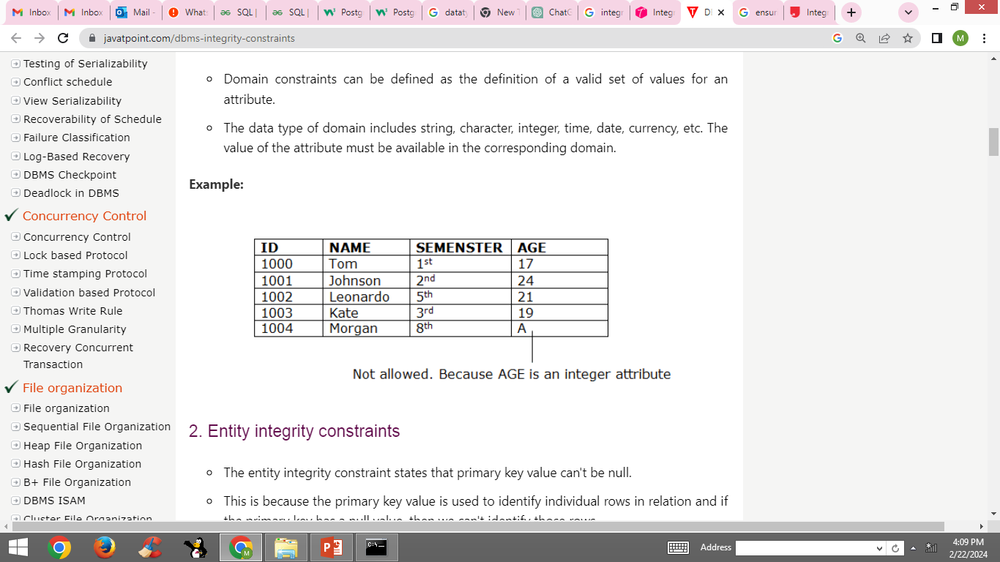 Inbox
Inbox
Mail -
What
SQL |
SQL |
Postg
Postg
datat
New T
ChatG
integr
Integr
Di
ensur
Integ
javatpoint.com/dbms-integrity-constraints
M
Testing of Serializability
Conflict schedule
View Serializability
Recoverability of Schedule
Failure Classification
Log-Based Recovery
DBMS Checkpoint
Deadlock in DBMS
Concurrency Control
Concurrency Control
Lock based Protocol
Time stamping Protocol
Validation based Protocol
Thomas Write Rule
Multiple Granularity
Recovery Concurrent
Transaction
File organization
File organization
Sequential File Organization
Heap File Organization
Hash File Organization
B+ File Organization
DBMS ISAM
Cluster File Organization
Domain constraints can be defined as the definition of a valid set of values for an
attribute.
The data type of domain includes string, character, integer, time, date, currency, etc. The
value of the attribute must be available in the corresponding domain.
Example:
ID NAME SEMENSTER AGE
1000 Tom 1st 17
1001 Johnson 2nd 24
1002 Leonardo 5th 21
1003 Kate 3rd 19
1004 Morgan 8th A
Not allowed. Because AGE is an integer attribute
2. Entity integrity constraints
The entity integrity constraint states that primary key value can't be null.
This is because the primary key value is used to identify individual rows in relation and if
the primary key has a null value, then we can't identify those rows.
Address
4:09 PM
2/22/2024